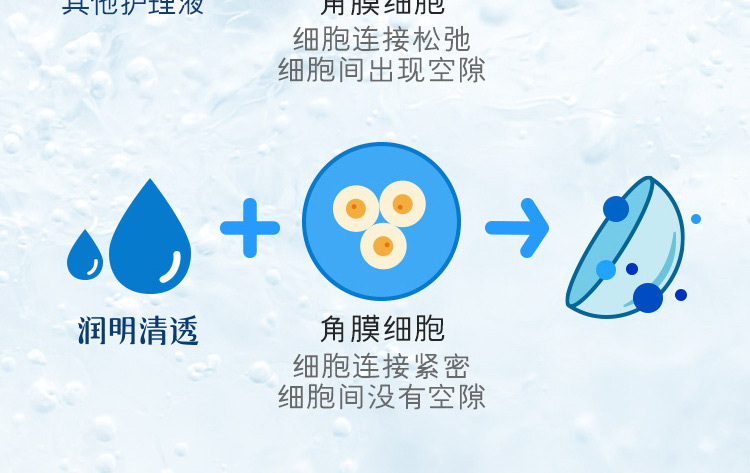 其他护理液
角膜细胞
细胞连接松弛
细胞间出现空隙
润明清透
角膜细胞
细胞连接紧密
细胞间没有空隙